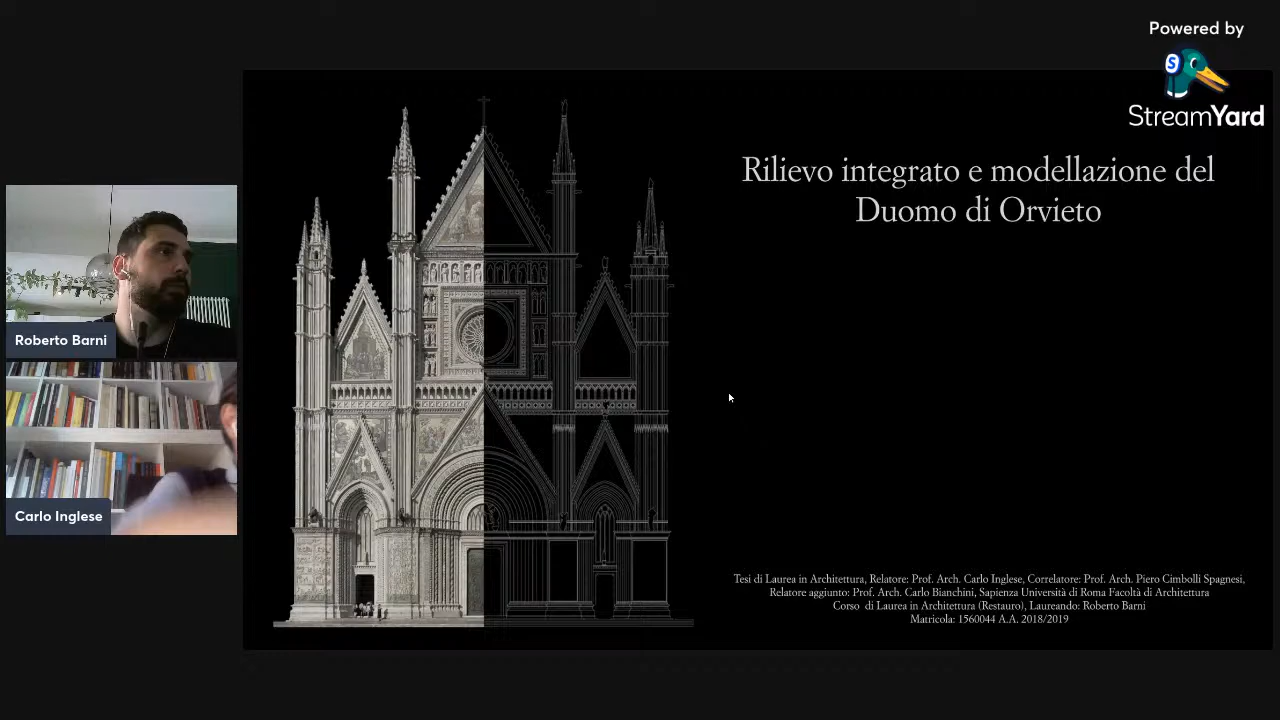 Powered by
StreamYard
Rilievo integrato e modellazione del
Duomo di Orvieto
Roberto Barni
Carlo Inglese
Tesi di Laurea in Architettura, Relatore: Prof. Arch. Carlo Inglese, Correlatore: Prof. Arch. Piero Cimbolli Spagnesi,
Relatore aggiunto: Prof. Arch. Carlo Bianchini, Sapienza Università di Roma Facoltà di Architettura
Corso di Laurea in Architettura (Restauro), Laureando: Roberto Barni
Matricola: 1560044 A.A. 2018/2019